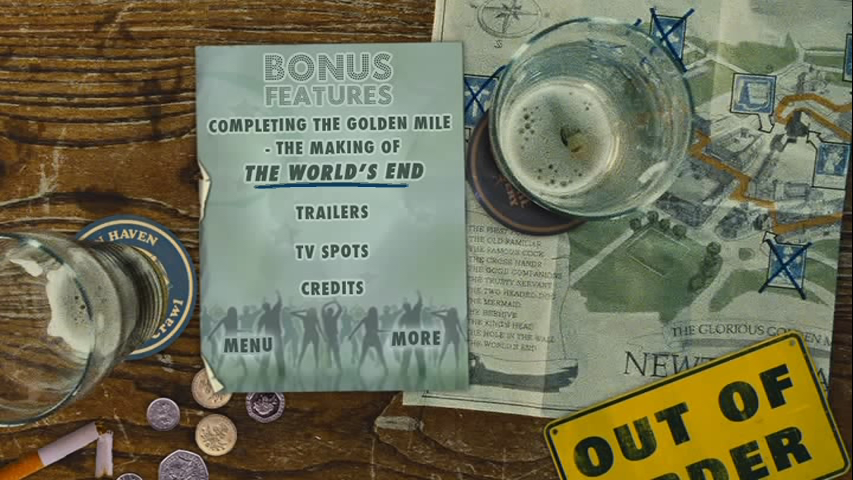 BONUS
FEATURES
COMPLETING THE GOLDEN MILE
- THE MAKING OF
THE WORLD'S END
TRAILERS
TV SPOTS
CREDITS
MENU
MORE
N HAVEN
Crawl
THE FIRST
THE OLD FAMILIAR
THE FAMOUS COCK
THE CROSS HANDS
THE GOOD COMPANIONS
THE TRUSTY SERVANT
THE TWO HEADED DOG
THE MERMAID
THE BEEHIVE
THE KING'S HEAD
THE HOLE IN THE WALL
THE WORLD'S END
THE GLORIOUS GOLDEN M
NEWT
OUT OF
RDER